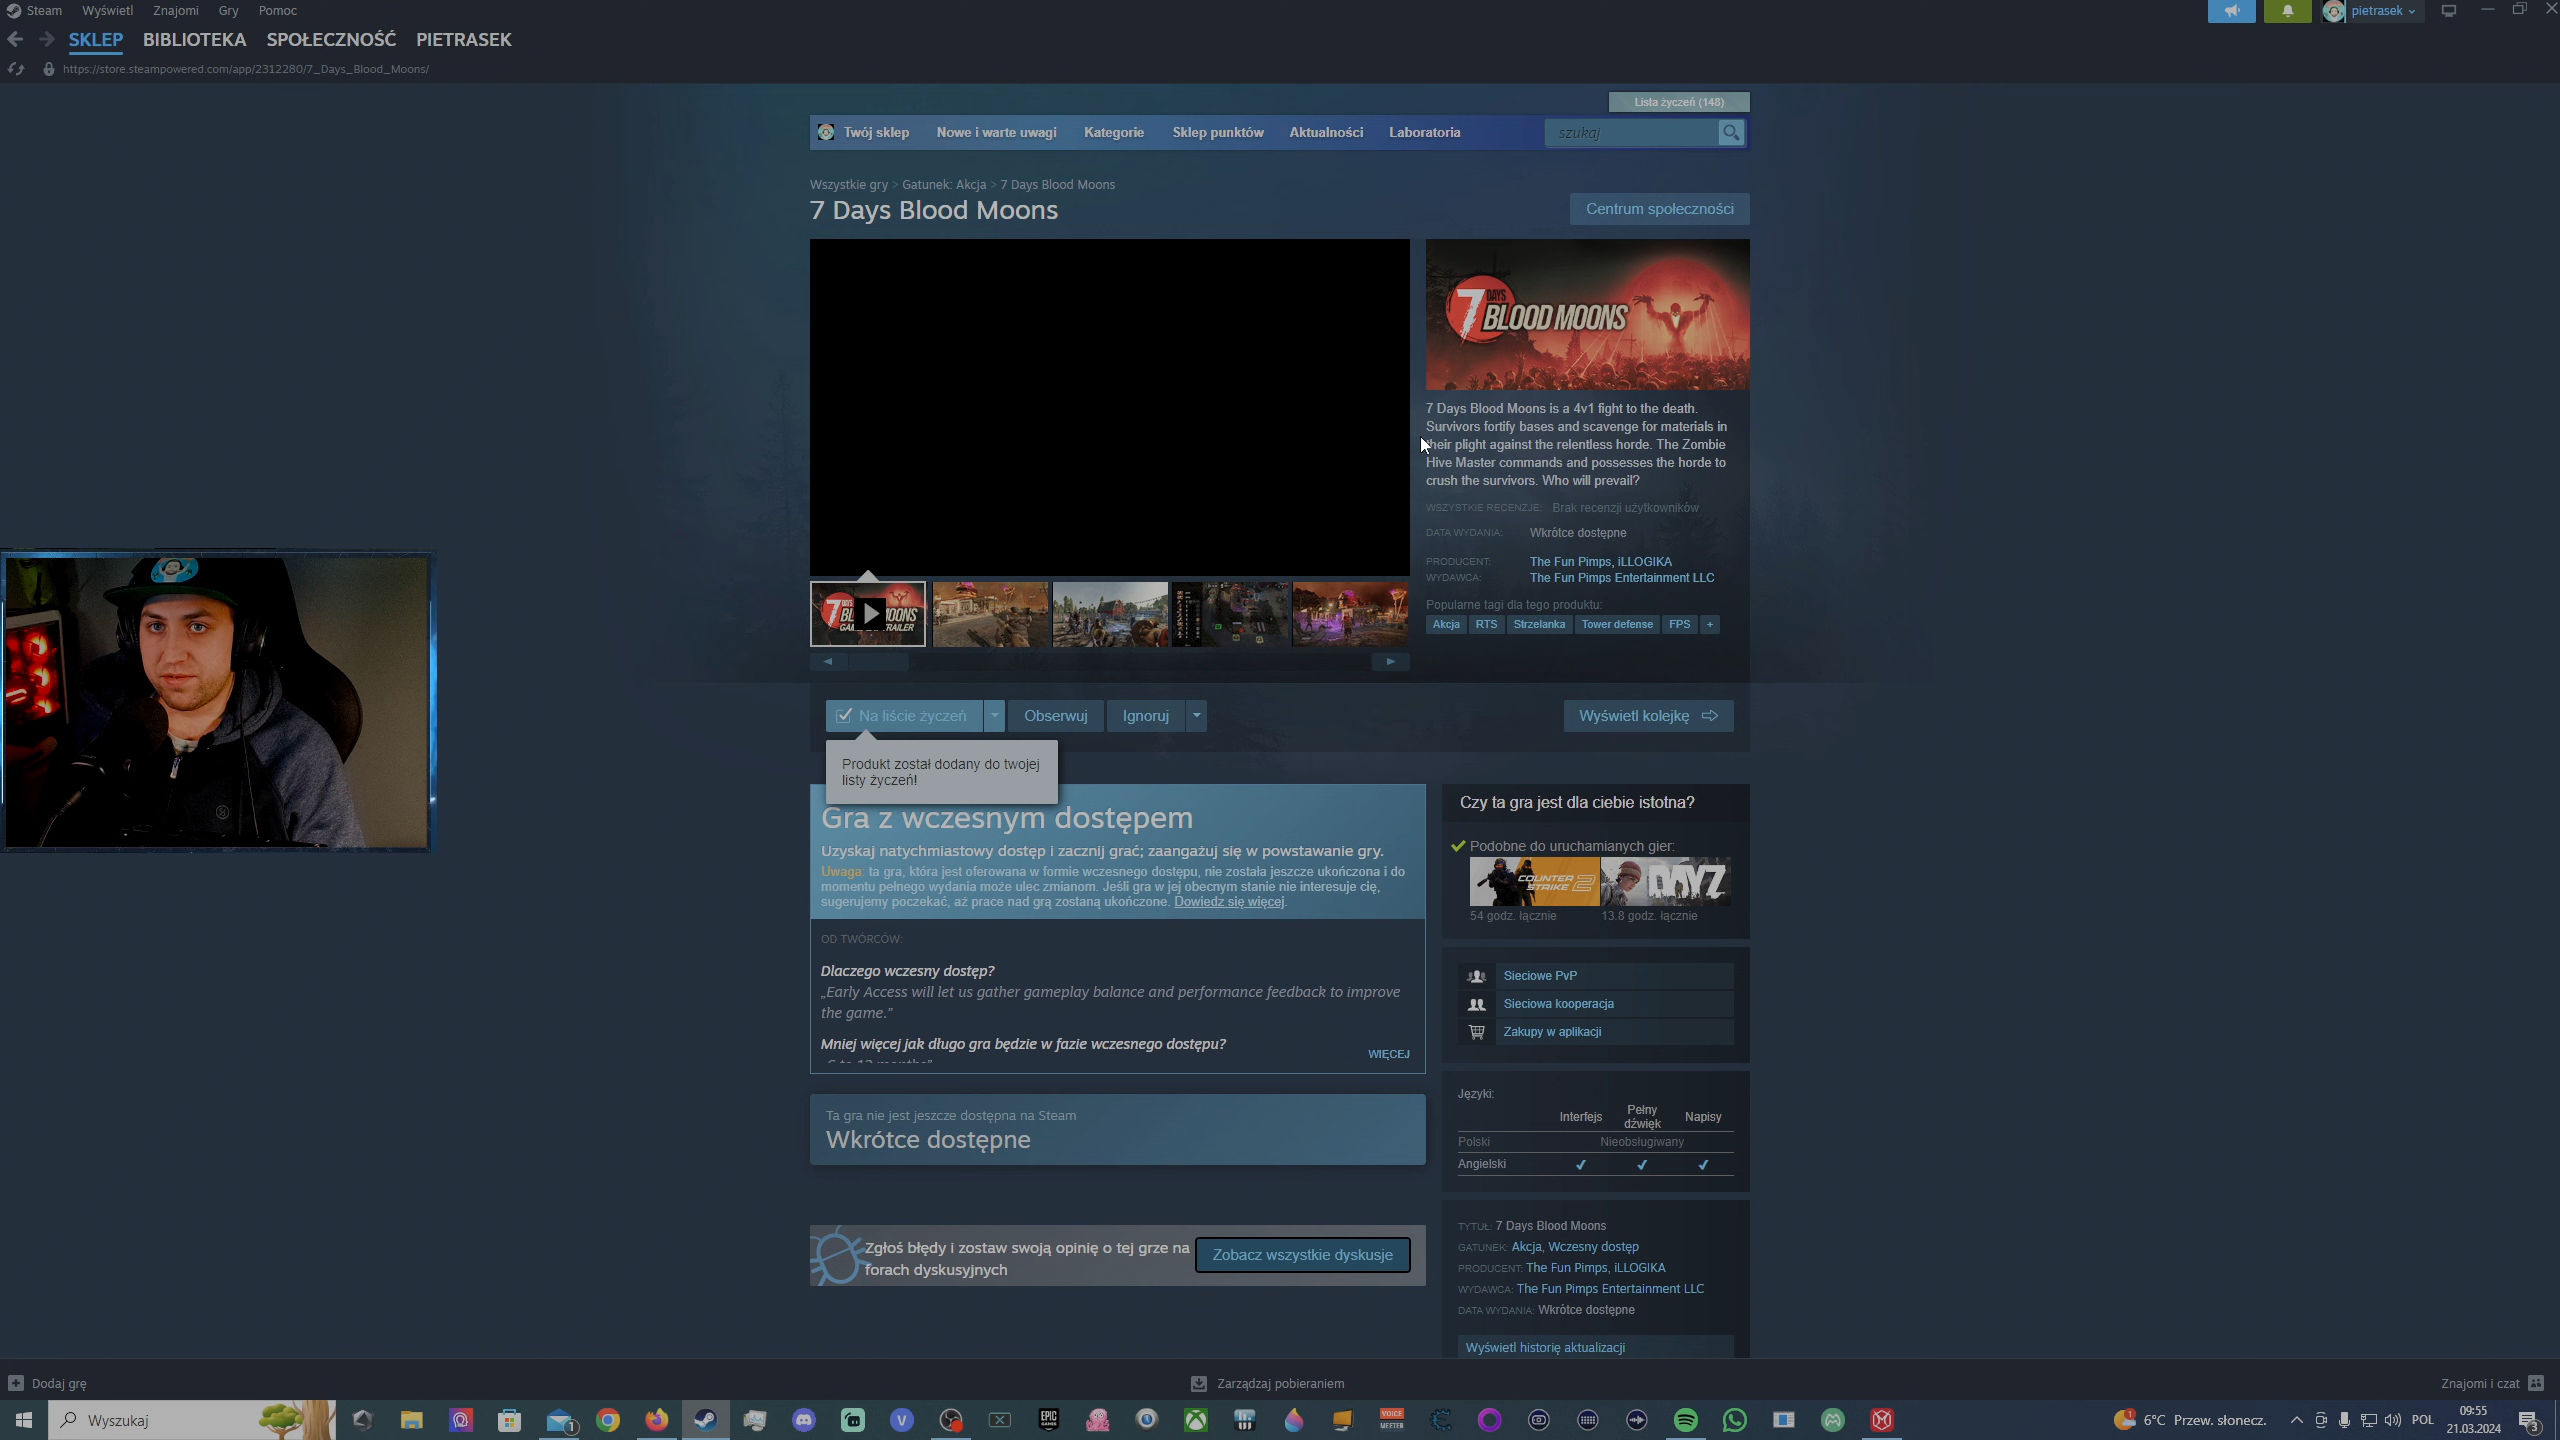 Steam Wyświetl Znajomi Gry Pomoc
pietrasek
SKLEP BIBLIOTEKA SPOŁECZNOŚĆ PIETRASEK
https://store.steampowered.com/app/2312280/7_Days_Blood_Moons/
Lista życzeń (148)
Twój sklep Nowe i warte uwagi Kategorie Sklep punktów Aktualności Laboratoria szukaj
Wszystkie gry > Gatunek: Akcja > 7 Days Blood Moons
7 Days Blood Moons
Centrum społeczności
7 DAYS BLOOD MOONS
7 Days Blood Moons is a 4v1 fight to the death.
Survivors fortify bases and scavenge for materials in
their plight against the relentless horde. The Zombie
Hive Master commands and possesses the horde to
crush the survivors. Who will prevail?
WSZYSTKIE RECENZJE: Brak recenzji użytkowników
DATA WYDANIA: Wkrótce dostępne
PRODUCENT: The Fun Pimps, iLLOGIKA
WYDAWCA: The Fun Pimps Entertainment LLC
Popularne tagi dla tego produktu:
Akcja RTS Strzelanka Tower defense FPS +
Na liście życzeń Obserwuj Ignoruj Wyświetl kolejkę
Produkt został dodany do twojej
listy życzeń!
Gra z wczesnym dostępem
Uzyskaj natychmiastowy dostęp i zacznij grać; zaangażuj się w powstawanie gry.
Uwaga: ta gra, która jest oferowana w formie wczesnego dostępu, nie została jeszcze ukończona i do
momentu pełnego wydania może ulec zmianom. Jeśli gra w jej obecnym stanie nie interesuje cię,
sugerujemy poczekać, aż prace nad grą zostaną ukończone. Dowiedz się więcej.
OD TWÓRCÓW:
Dlaczego wczesny dostęp?
„Early Access will let us gather gameplay balance and performance feedback to improve
the game.”
Mniej więcej jak długo gra będzie w fazie wczesnego dostępu?
WIĘCEJ
Ta gra nie jest jeszcze dostępna na Steam
Wkrótce dostępne
Zgłoś błędy i zostaw swoją opinię o tej grze na
forach dyskusyjnych
Zobacz wszystkie dyskusje
Czy ta gra jest dla ciebie istotna?
Podobne do uruchamianych gier:
COUNTER STRIKE 2 DAYZ
54 godz. łącznie 13.8 godz. łącznie
Sieciowe PvP
Sieciowa kooperacja
Zakupy w aplikacji
Języki:
Interfejs Pełny dźwięk Napisy
Polski Nieobsługiwany
Angielski ✔ ✔ ✔
TYTUŁ: 7 Days Blood Moons
GATUNEK: Akcja, Wczesny dostęp
PRODUCENT: The Fun Pimps, iLLOGIKA
WYDAWCA: The Fun Pimps Entertainment LLC
DATA WYDANIA: Wkrótce dostępne
Wyświetl historię aktualizacji
Dodaj grę Zarządzaj pobieraniem Znajomi i czat
Wyszukaj
EPIC GAMES
VOICE MEETER
6°C Przew. słonecz. POL 09:55
21.03.2024